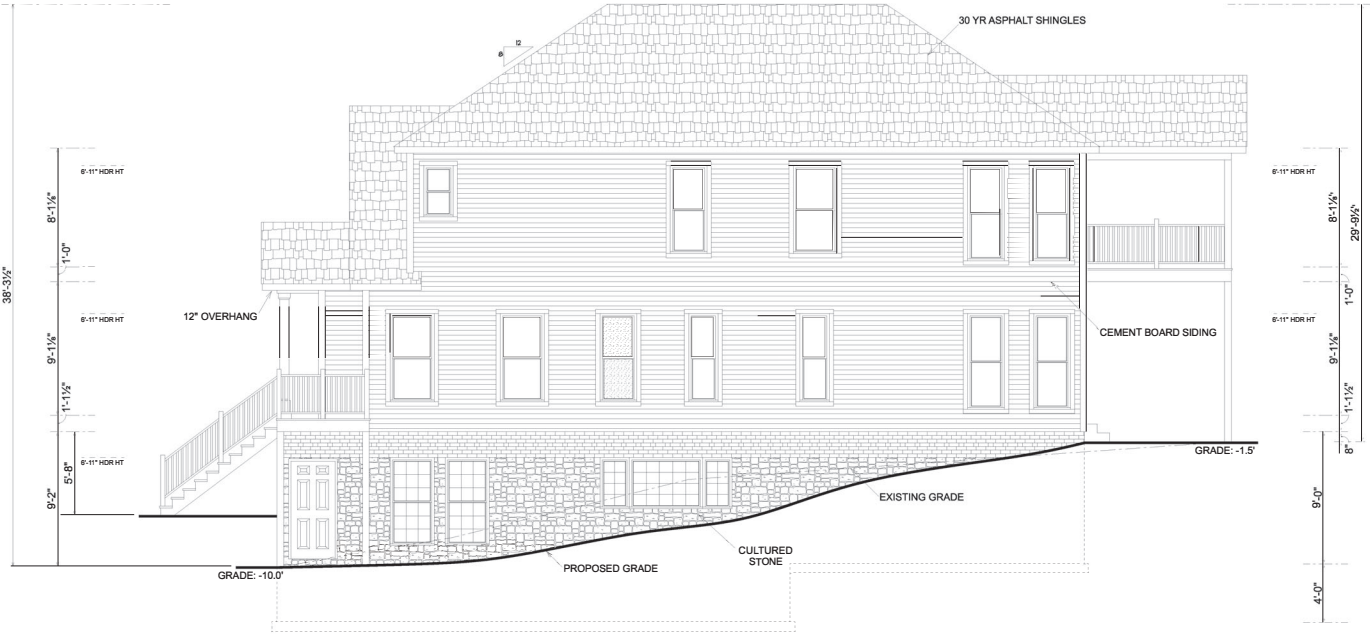 30 YR ASPHALT SHINGLES
12
8
6'-11" HDR HT
6'-11" HDR HT
8'-1⅛"
8'-1⅛"
29'-9½"
1'-0"
38'-3½"
1'-0"
12" OVERHANG
6'-11" HDR HT
6'-11" HDR HT
CEMENT BOARD SIDING
9'-1⅛"
9'-1⅛"
1'-1½"
1'-1½"
6'-11" HDR HT
5'-8"
9'-2"
8"
GRADE: -1.5'
EXISTING GRADE
9'-0"
CULTURED
STONE
PROPOSED GRADE
GRADE: -10.0'
4'-0"